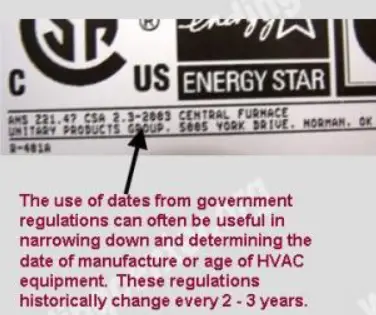 ®
energy
C US ENERGY STAR
ANS Z21.47 CSA 2.3-2003 CENTRAL FURNACE
UNITARY PRODUCTS GROUP. 5005 YORK DRIVE. NORMAN, OK
The use of dates from government
regulations can often be useful in
narrowing down and determining the
date of manufacture or age of HVAC
equipment. These regulations
historically change every 2 - 3 years.